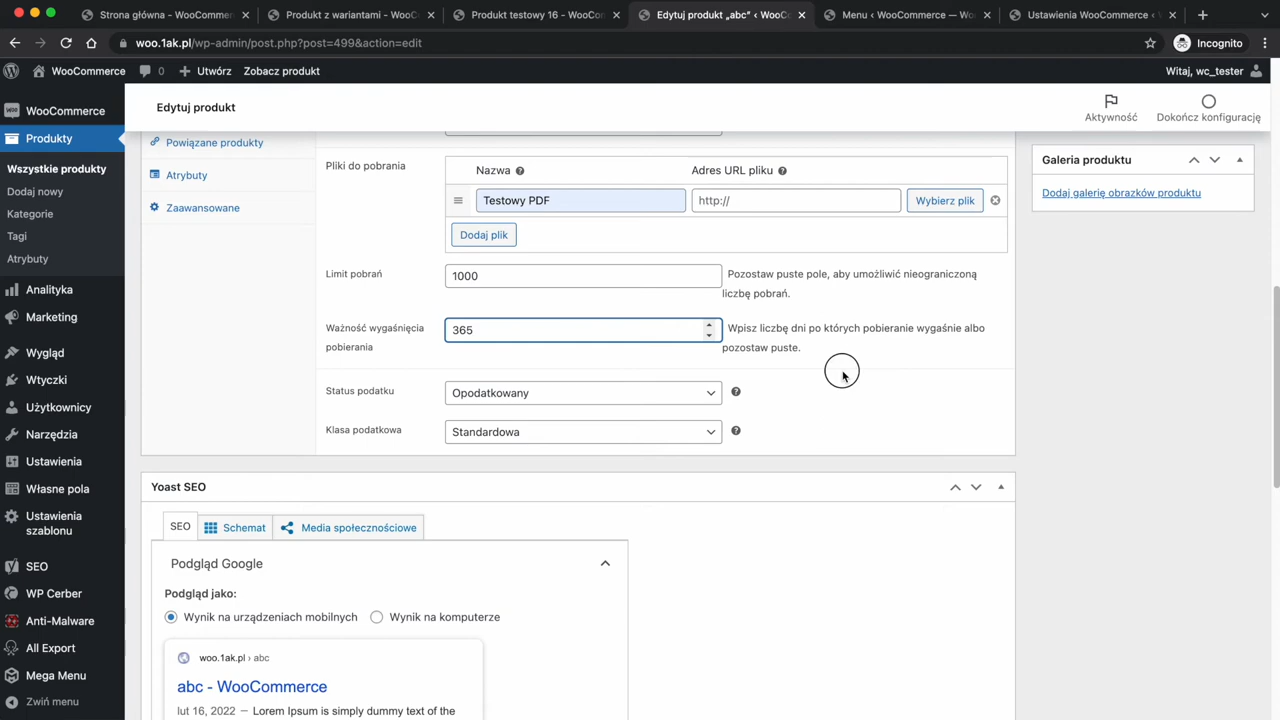 Strona główna - WooCommer
Produkt z wariantami - WooC
Produkt testowy 16 - WooCom
Edytuj produkt „abc" ‹ WooC
Menu ‹ WooCommerce — Wo
Ustawienia WooCommerce ‹ W
woo.1ak.pl/wp-admin/post.php?post=499&action=edit
Incognito
WooCommerce
0
Utwórz
Zobacz produkt
Witaj, wc_tester
WooCommerce
Produkty
Wszystkie produkty
Dodaj nowy
Kategorie
Tagi
Atrybuty
Analityka
Marketing
Wygląd
Wtyczki
Użytkownicy
Narzędzia
Ustawienia
Własne pola
Ustawienia
szablonu
SEO
WP Cerber
Anti-Malware
All Export
Mega Menu
Zwiń menu
Edytuj produkt
Aktywność
Dokończ konfigurację
Powiązane produkty
Atrybuty
Zaawansowane
Pliki do pobrania
Nazwa
Adres URL pliku
Testowy PDF
http://
Wybierz plik
Dodaj plik
Limit pobrań
1000
Pozostaw puste pole, aby umożliwić nieograniczoną
liczbę pobrań.
Ważność wygaśnięcia
pobierania
365
Wpisz liczbę dni po których pobieranie wygaśnie albo
pozostaw puste.
Status podatku
Opodatkowany
Klasa podatkowa
Standardowa
Galeria produktu
Dodaj galerię obrazków produktu
Yoast SEO
SEO
Schemat
Media społecznościowe
Podgląd Google
Podgląd jako:
Wynik na urządzeniach mobilnych
Wynik na komputerze
woo.1ak.pl › abc
abc - WooCommerce
lut 16, 2022 — Lorem Ipsum is simply dummy text of the